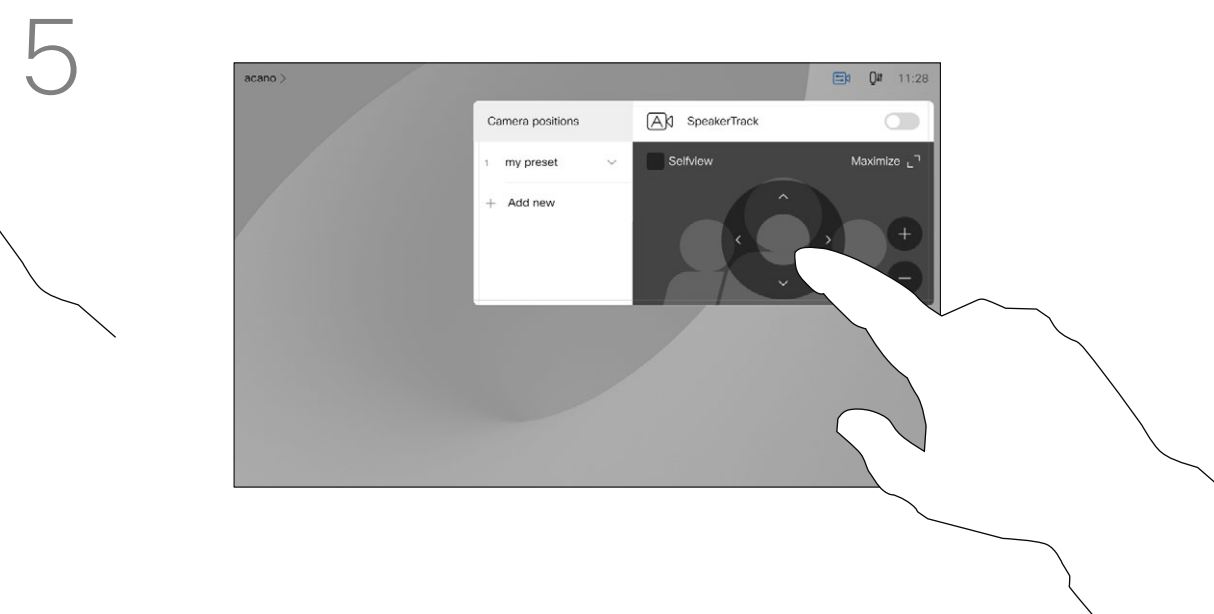 5
acano >
11:28
Camera positions
SpeakerTrack
1 my preset
Selfview
Maximize
+ Add new